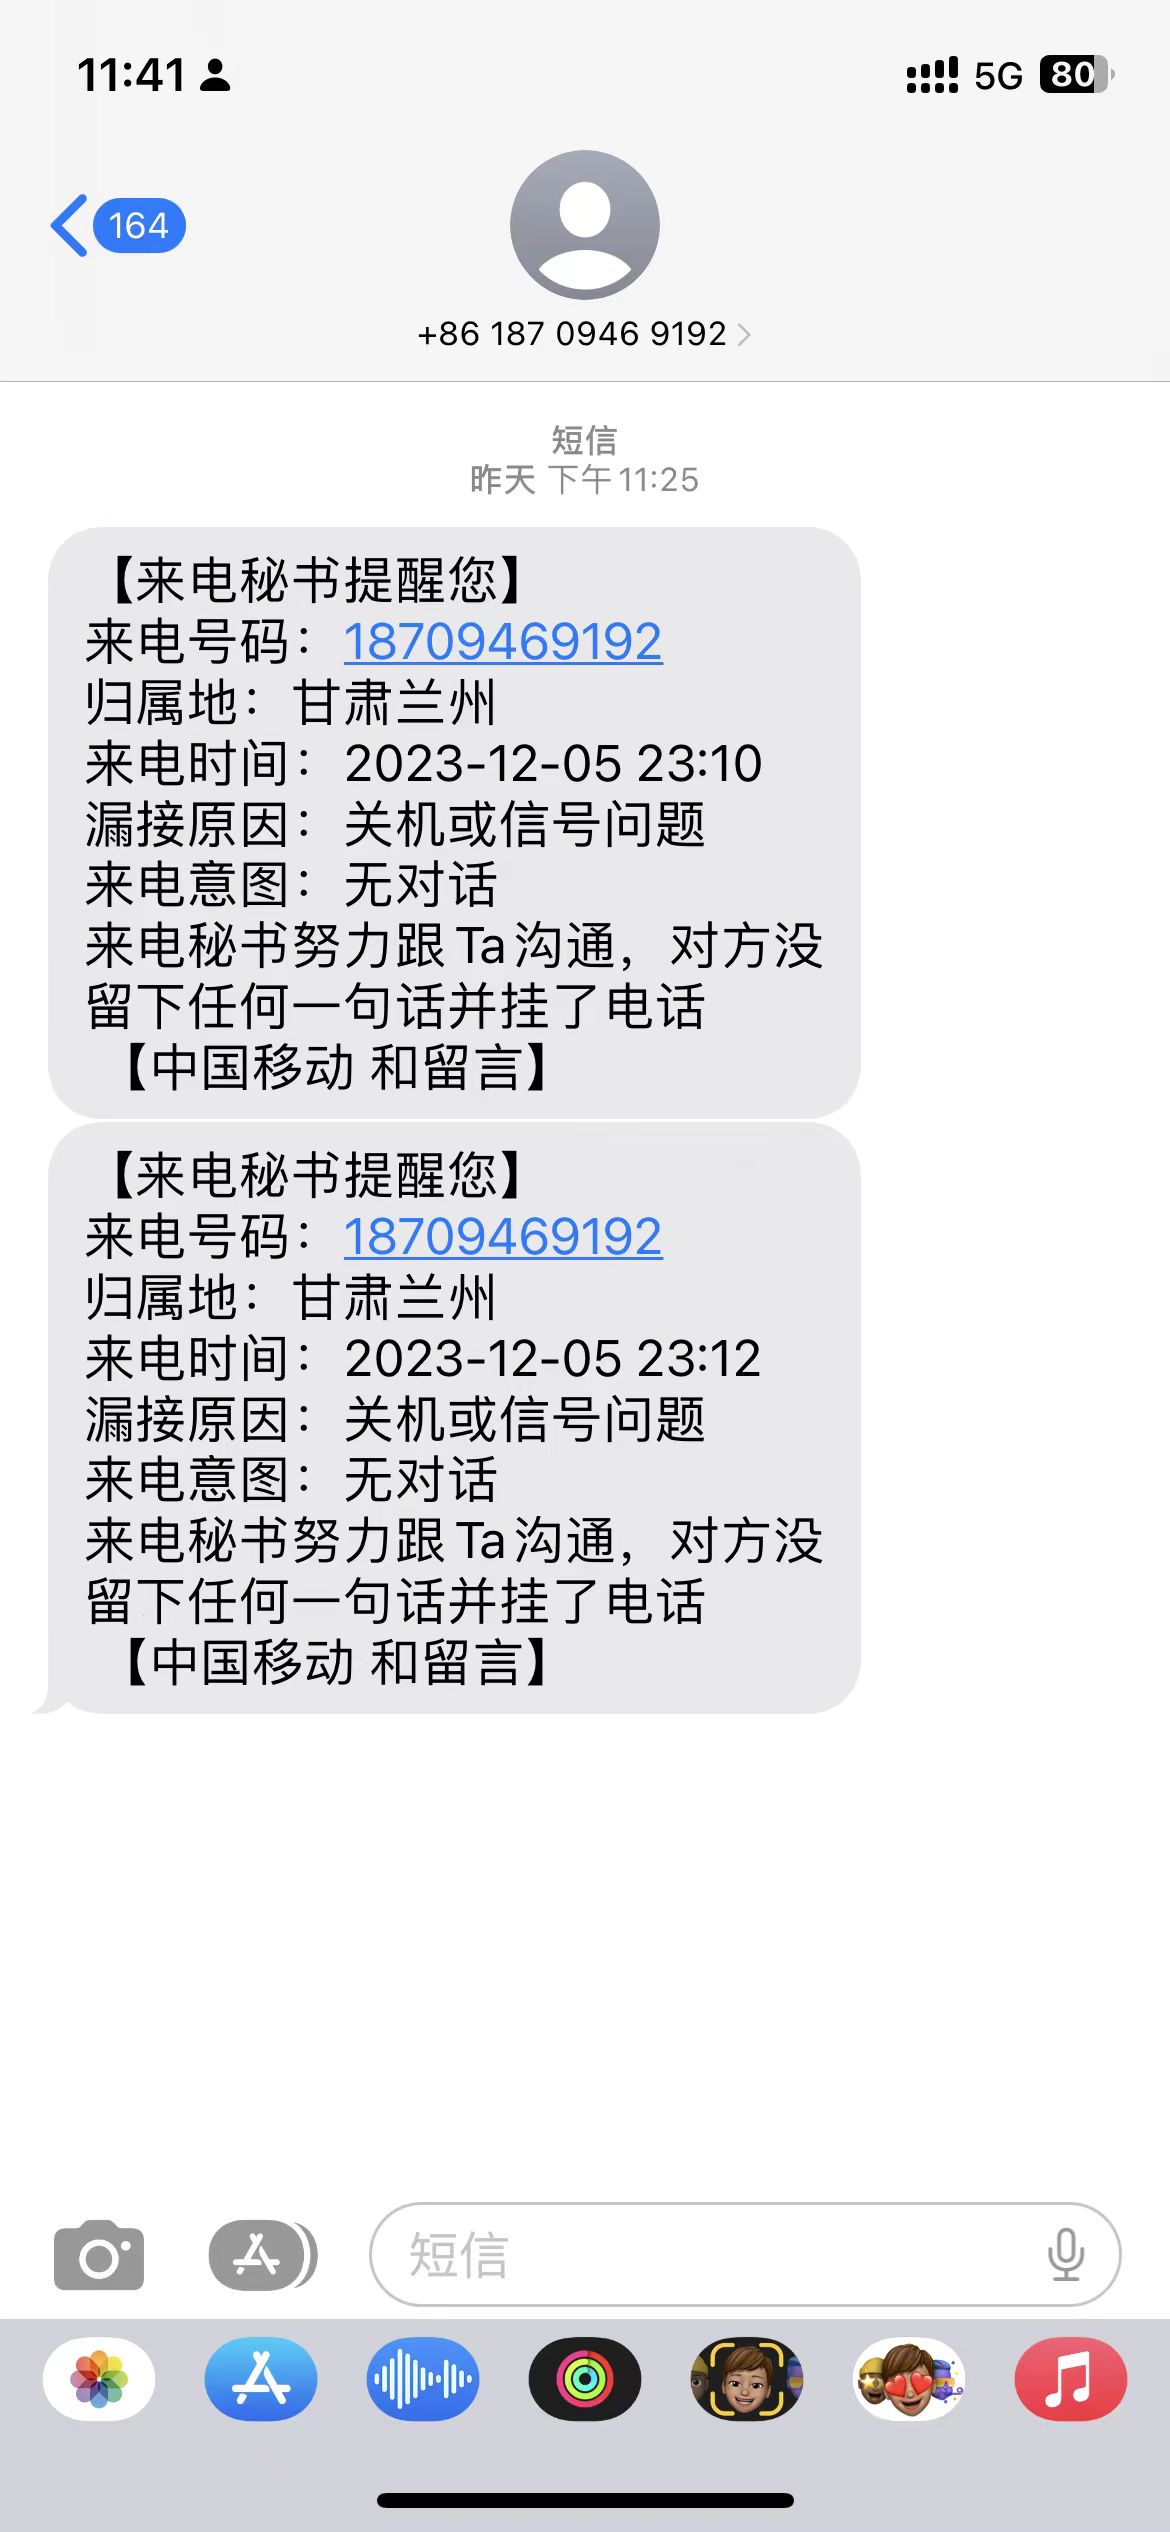 11:41
5G 80
164
+86 187 0946 9192
短信
昨天 下午11:25
【来电秘书提醒您】
来电号码：18709469192
归属地：甘肃兰州
来电时间：2023-12-05 23:10
漏接原因：关机或信号问题
来电意图：无对话
来电秘书努力跟Ta沟通，对方没
留下任何一句话并挂了电话
【中国移动 和留言】
【来电秘书提醒您】
来电号码：18709469192
归属地：甘肃兰州
来电时间：2023-12-05 23:12
漏接原因：关机或信号问题
来电意图：无对话
来电秘书努力跟Ta沟通，对方没
留下任何一句话并挂了电话
【中国移动 和留言】
短信